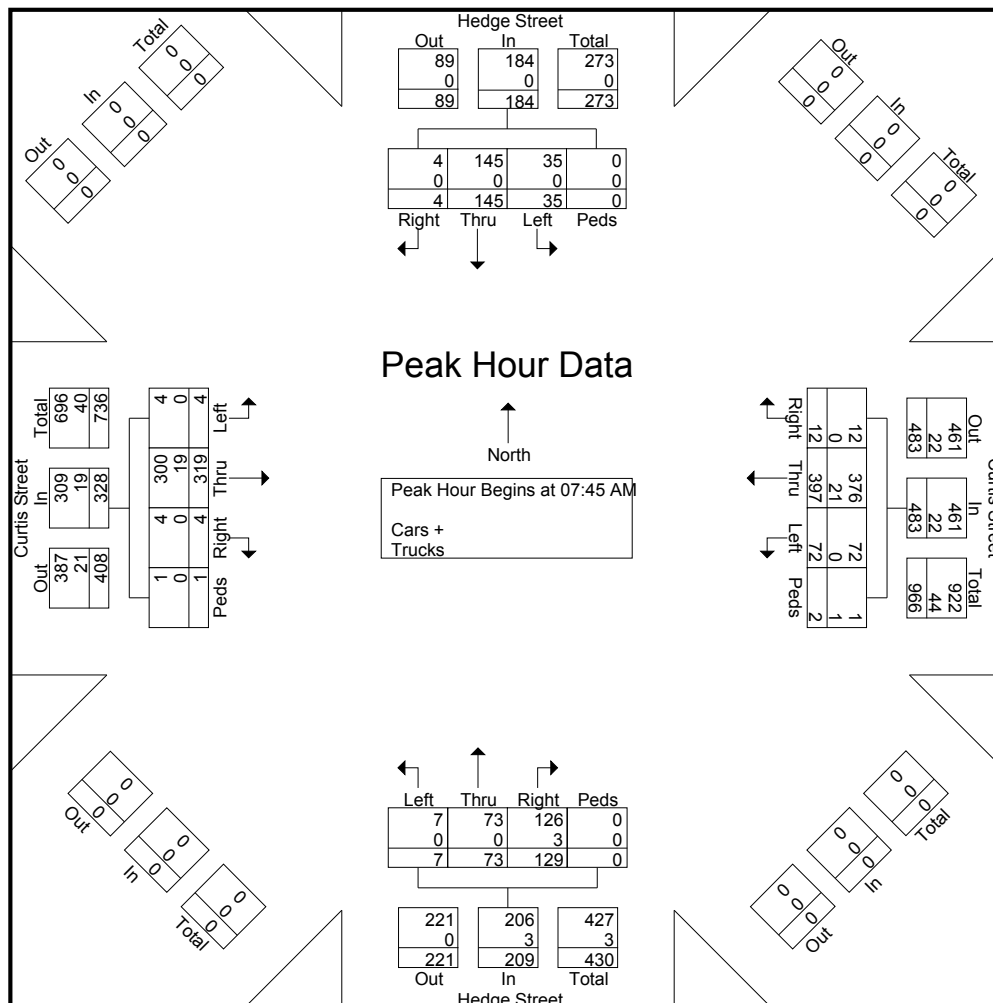 Hedge Street
Out In Total
89 184 273
0 0 0
89 184 273
4 145 35 0
0 0 0 0
4 145 35 0
Right Thru Left Peds
Total
0 0 0
In
0 0 0
Out
0 0 0
Out
0 0 0
In
0 0 0
Total
0 0 0
Peak Hour Data
North
Peak Hour Begins at 07:45 AM
Cars +
Trucks
Curtis Street
Total In Out
696 309 387
40 19 21
736 328 408
4 300 4 1
0 19 0 0
4 319 4 1
Left Thru Right Peds
Out In Total
461 461 922
22 22 44
483 483 966
12 376 72 1
0 21 0 1
12 397 72 2
Right Thru Left Peds
Left Thru Right Peds
7 73 126 0
0 0 3 0
7 73 129 0
221 206 427
0 3 3
221 209 430
Out In Total
Hedge Street
0 0 0
Out
0 0 0
In
0 0 0
Total
0 0 0
Total
0 0 0
In
0 0 0
Out